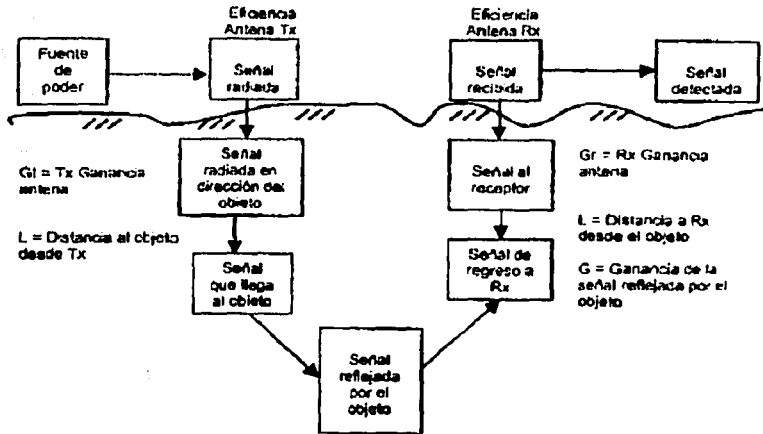 Eficiencia
Antena Tx
Eficiencia
Antena Rx
Fuente
de
poder
Señal
radiada
Señal
recibida
Señal
detectada
Gt = Tx Ganancia
antena
Señal
radiada en
dirección del
objeto
Señal al
receptor
Gr = Rx Ganancia
antena
L = Distancia al objeto
desde Tx
Señal
que llega
al objeto
Señal de
regreso a
Rx
L = Distancia a Rx
desde el objeto
G = Ganancia de la
señal reflejada por el
objeto
Señal
reflejada
por el
objeto